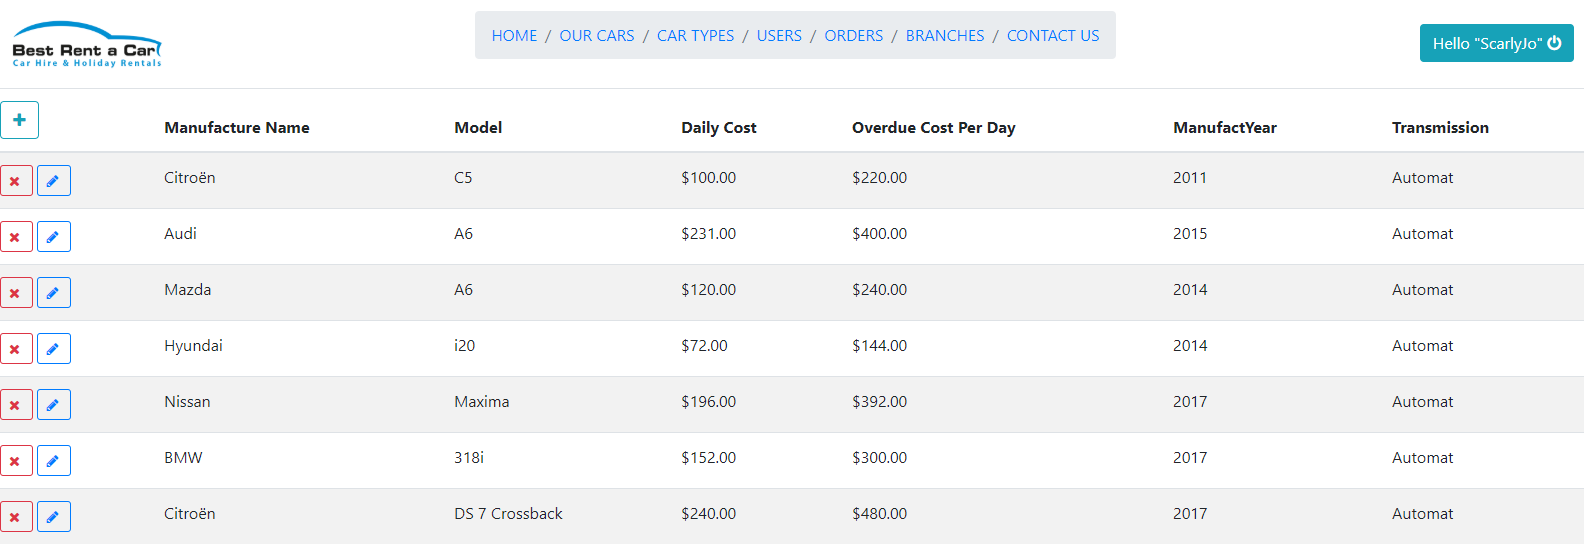 Best Rent a Car
Car Hire & Holiday Rentals
HOME / OUR CARS / CAR TYPES / USERS / ORDERS / BRANCHES / CONTACT US
Hello "ScarlyJo"
Manufacture Name Model Daily Cost Overdue Cost Per Day ManufactYear Transmission
Citroën C5 $100.00 $220.00 2011 Automat
Audi A6 $231.00 $400.00 2015 Automat
Mazda A6 $120.00 $240.00 2014 Automat
Hyundai i20 $72.00 $144.00 2014 Automat
Nissan Maxima $196.00 $392.00 2017 Automat
BMW 318i $152.00 $300.00 2017 Automat
Citroën DS 7 Crossback $240.00 $480.00 2017 Automat